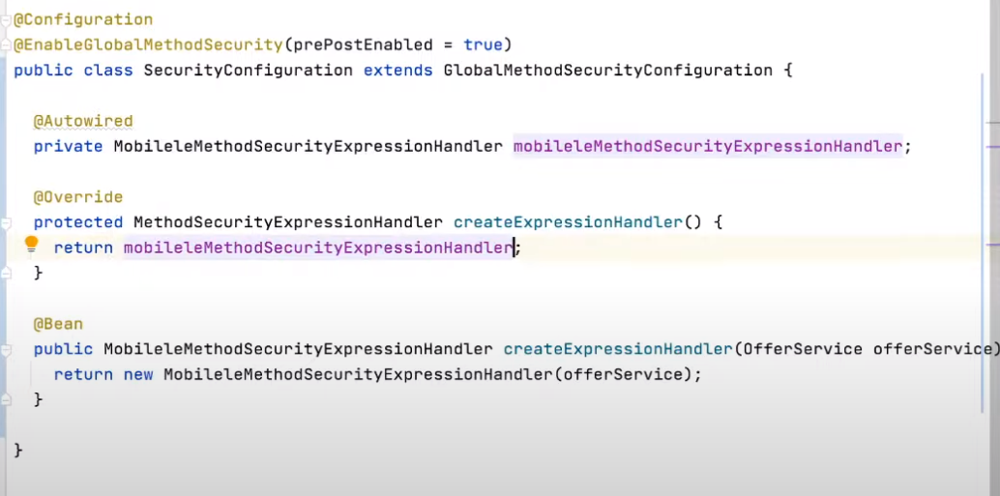 @Configuration
@EnableGlobalMethodSecurity(prePostEnabled = true)
public class SecurityConfiguration extends GlobalMethodSecurityConfiguration {
@Autowired
private MobileleMethodSecurityExpressionHandler mobileleMethodSecurityExpressionHandler;
@Override
protected MethodSecurityExpressionHandler createExpressionHandler() {
return mobileleMethodSecurityExpressionHandler;
}
@Bean
public MobileleMethodSecurityExpressionHandler createExpressionHandler(OfferService offerService)
return new MobileleMethodSecurityExpressionHandler(offerService);
}
}